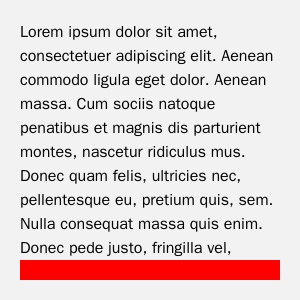 Lorem ipsum dolor sit amet,
consectetuer adipiscing elit. Aenean
commodo ligula eget dolor. Aenean
massa. Cum sociis natoque
penatibus et magnis dis parturient
montes, nascetur ridiculus mus.
Donec quam felis, ultricies nec,
pellentesque eu, pretium quis, sem.
Nulla consequat massa quis enim.
Donec pede justo, fringilla vel,